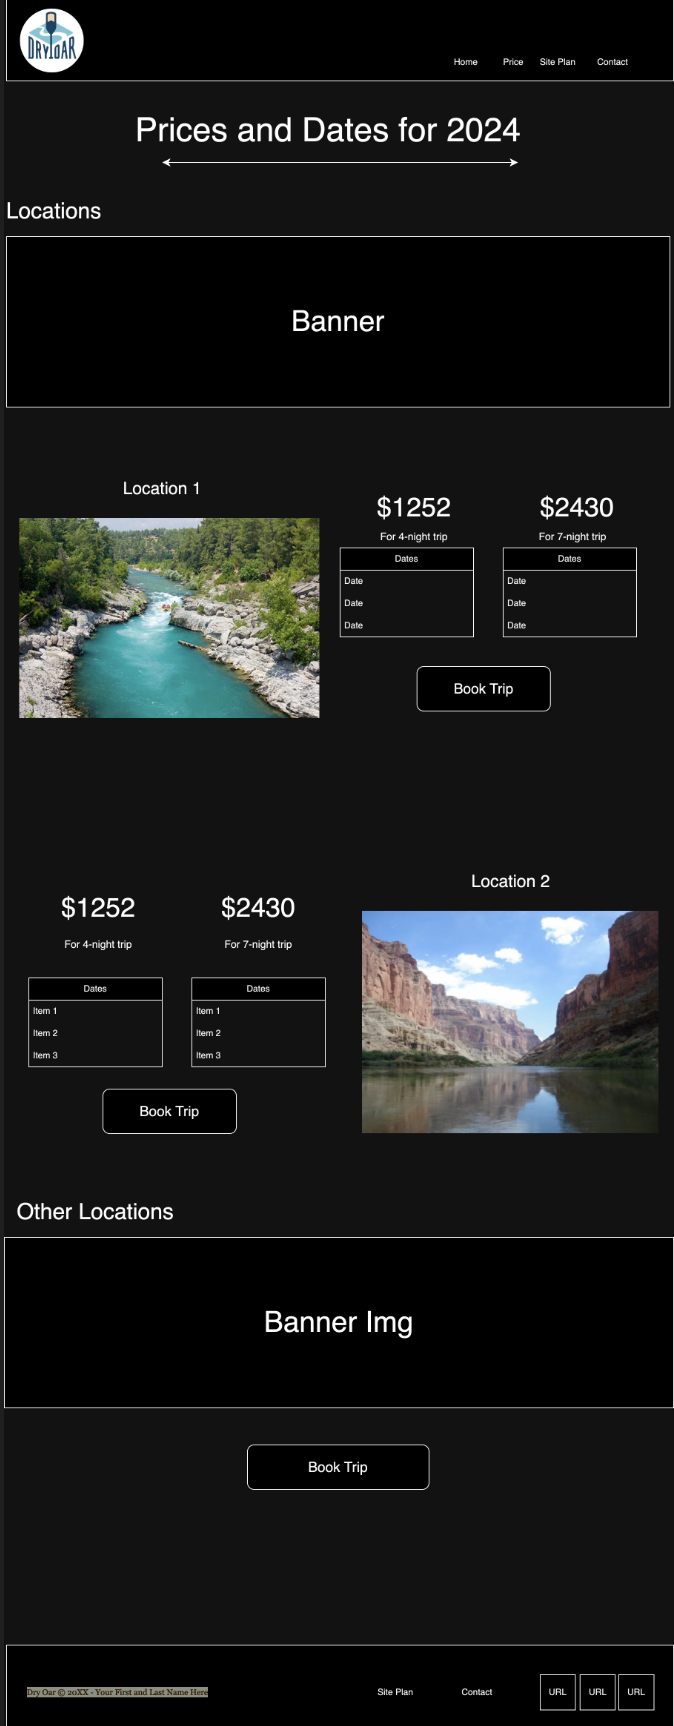 DRY OAR
Home Price Site Plan Contact
Prices and Dates for 2024
Locations
Banner
Location 1
$1252 $2430
For 4-night trip For 7-night trip
Dates Dates
Date Date
Date Date
Date Date
Book Trip
Location 2
$1252 $2430
For 4-night trip For 7-night trip
Dates Dates
Item 1 Item 1
Item 2 Item 2
Item 3 Item 3
Book Trip
Other Locations
Banner Img
Book Trip
Dry Oar © 20XX - Your First and Last Name Here Site Plan Contact URL URL URL